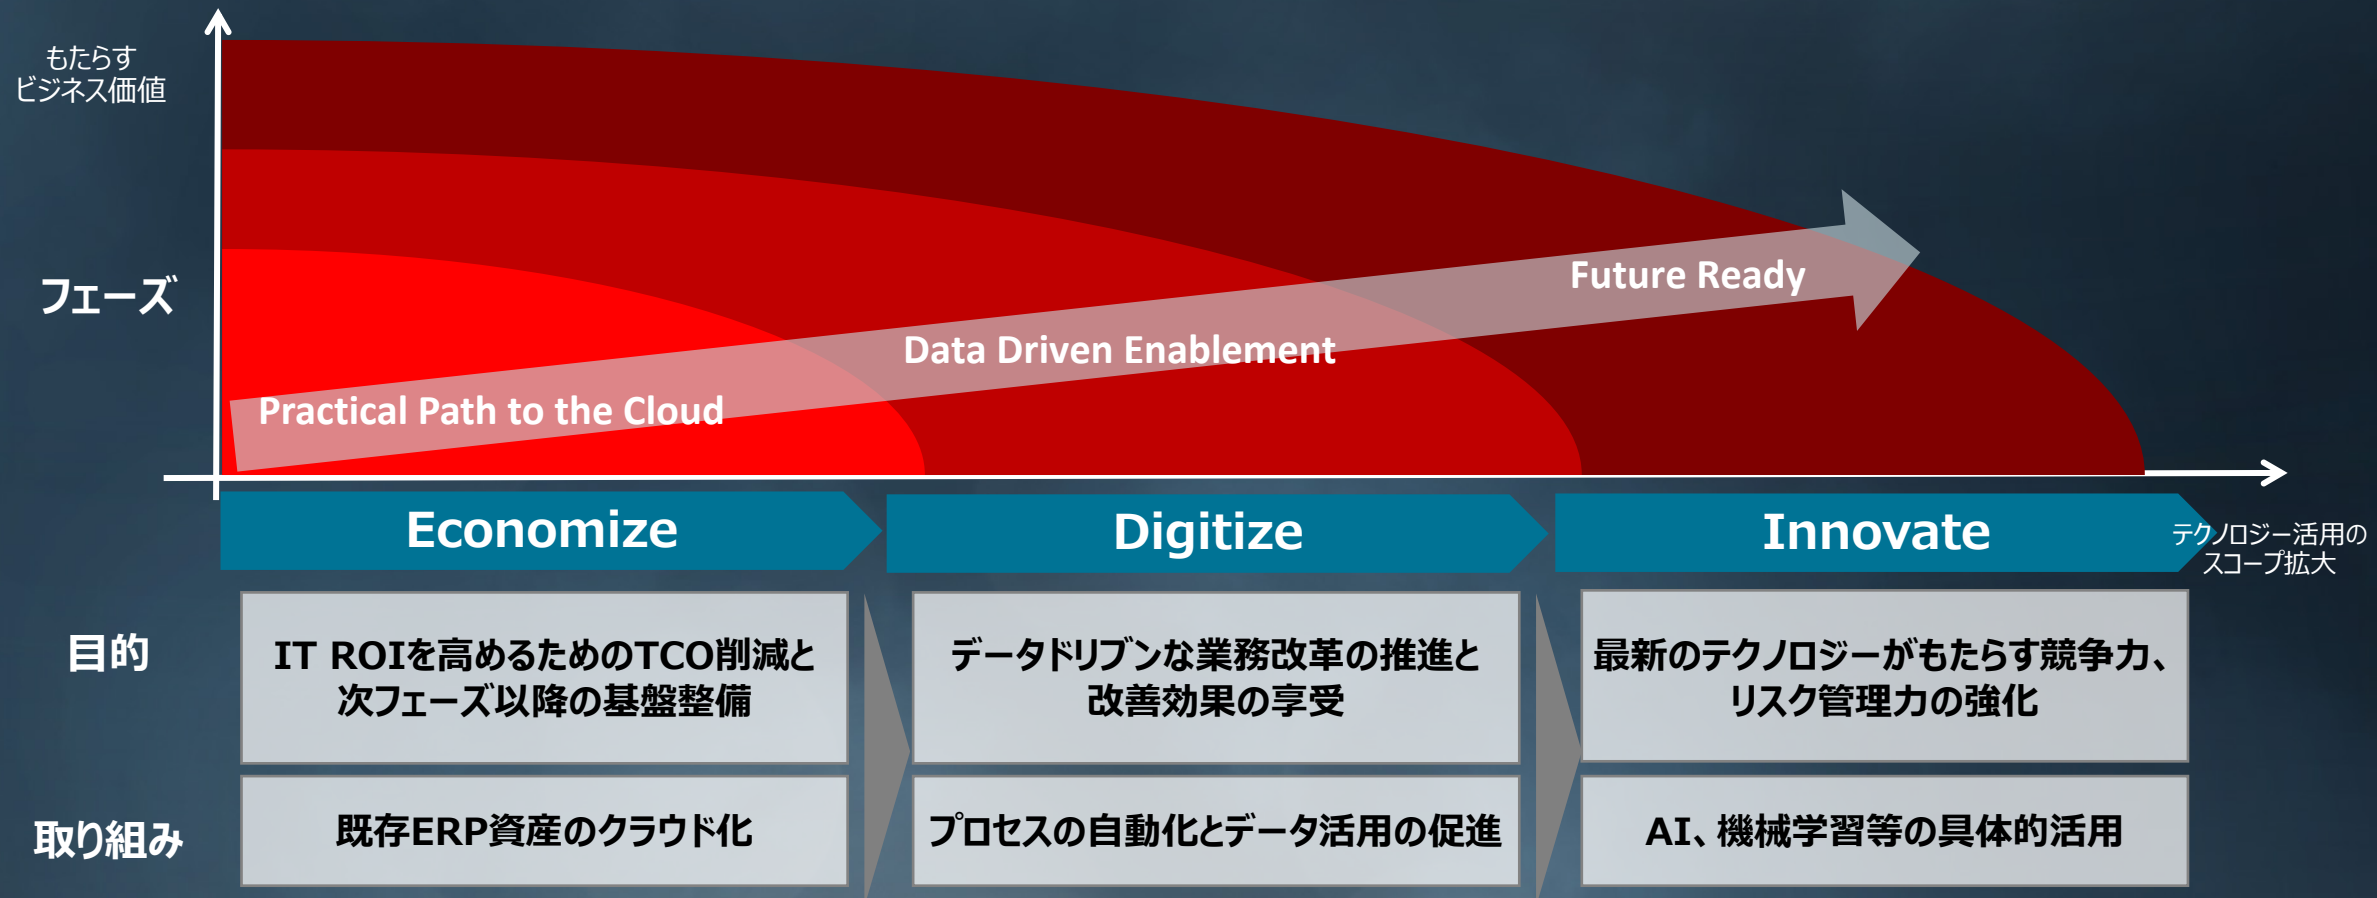 もたらす
ビジネス価値
フェーズ
Future Ready
Data Driven Enablement
Practical Path to the Cloud
Economize
Digitize
Innovate
テクノロジー活用の
スコープ拡大
目的
IT ROIを高めるためのTCO削減と
次フェーズ以降の基盤整備
データドリブンな業務改革の推進と
改善効果の享受
最新のテクノロジーがもたらす競争力、
リスク管理力の強化
取り組み
既存ERP資産のクラウド化
プロセスの自動化とデータ活用の促進
AI、機械学習等の具体的活用